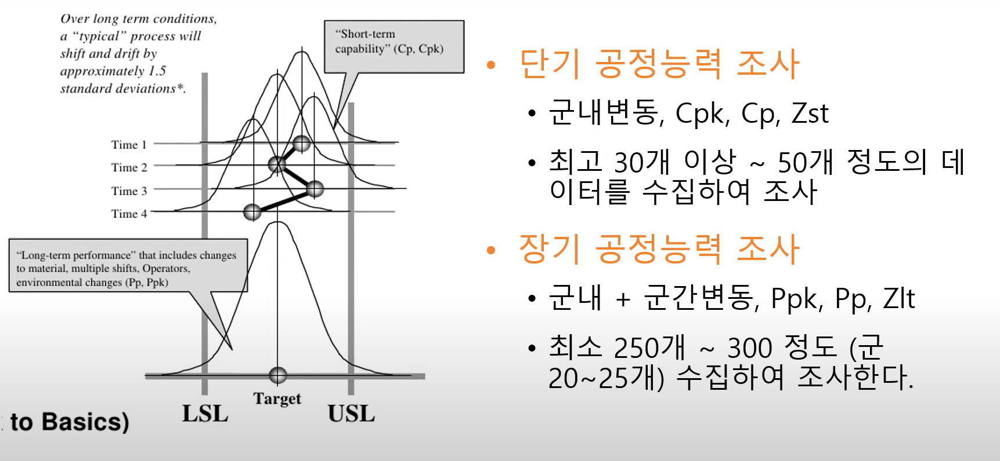 Over long term conditions,
a “typical” process will
shift and drift by
approximately 1.5
standard deviations*.
“Short-term
capability” (Cp, Cpk)
Time 1
Time 2
Time 3
Time 4
“Long-term performance” that includes changes
to material, multiple shifts, Operators,
environmental changes (Pp, Ppk)
Target
LSL
USL
to Basics)
• 단기 공정능력 조사
• 군내변동, Cpk, Cp, Zst
• 최고 30개 이상 ~ 50개 정도의 데
이터를 수집하여 조사
• 장기 공정능력 조사
• 군내 + 군간변동, Ppk, Pp, Zlt
• 최소 250개 ~ 300 정도 (군
20~25개) 수집하여 조사한다.